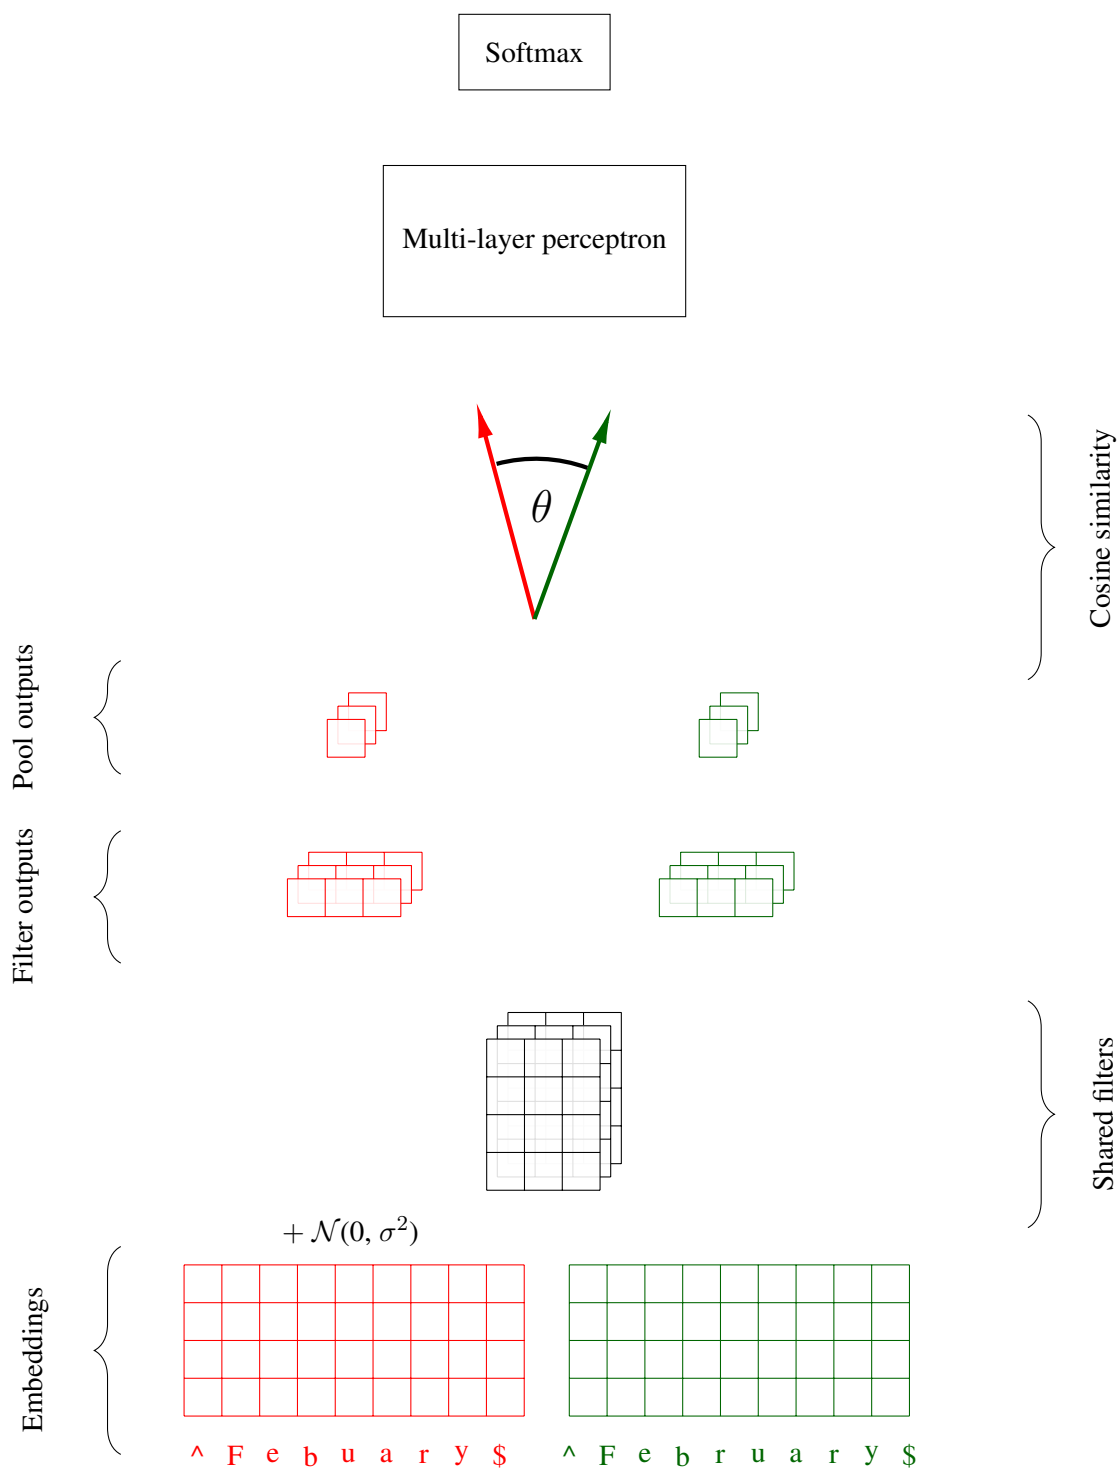 Softmax
Multi-layer perceptron
θ
Cosine similarity
Pool outputs
Filter outputs
Shared filters
+ 𝒩(0, σ²)
Embeddings
^ F e b u a r y $
^ F e b r u a r y $